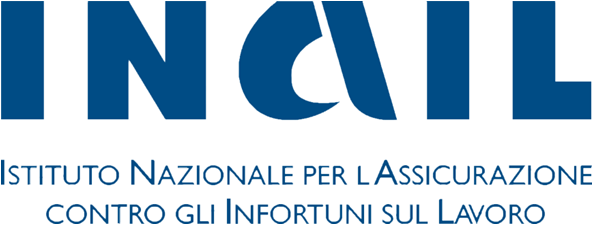 INAIL
ISTITUTO NAZIONALE PER L ASSICURAZIONE
CONTRO GLI INFORTUNI SUL LAVORO